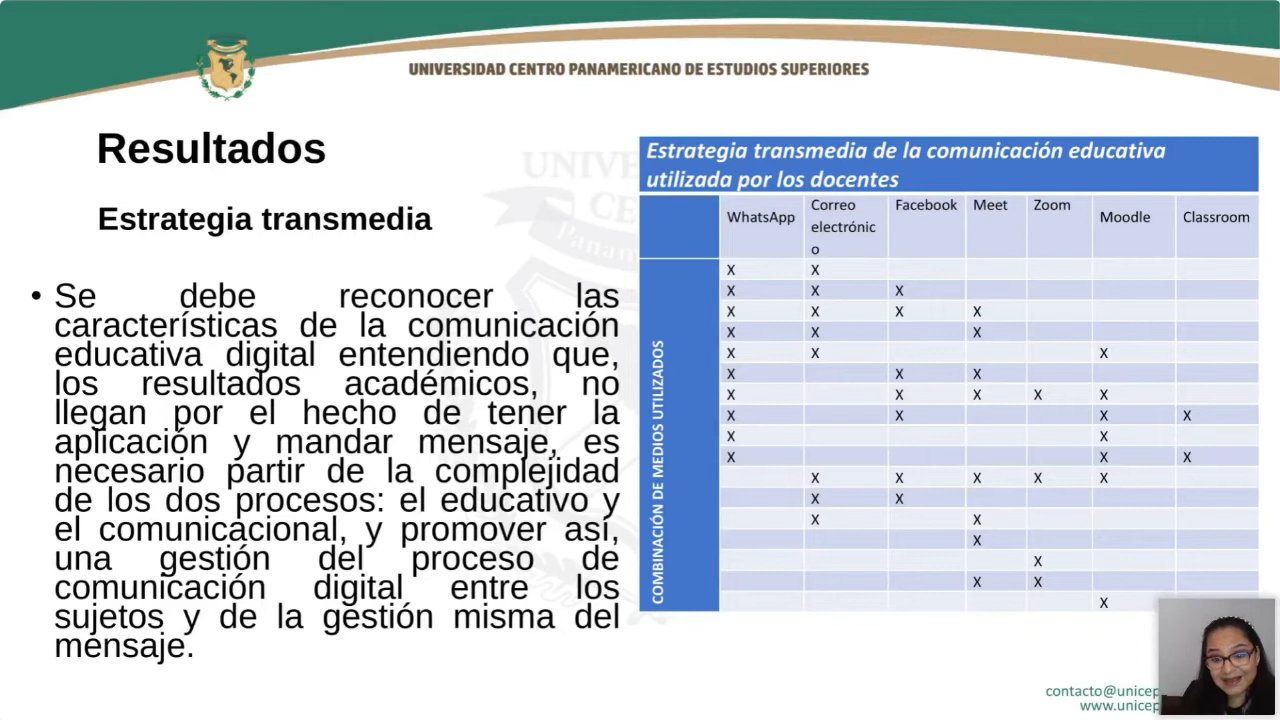 UNIVERSIDAD CENTRO PANAMERICANO DE ESTUDIOS SUPERIORES
Resultados
Estrategia transmedia
• Se debe reconocer las
características de la comunicación
educativa digital entendiendo que,
los resultados académicos, no
llegan por el hecho de tener la
aplicación y mandar mensaje, es
necesario partir de la complejidad
de los dos procesos: el educativo y
el comunicacional, y promover así,
una gestión del proceso de
comunicación digital entre los
sujetos y de la gestión misma del
mensaje.
Estrategia transmedia de la comunicación educativa
utilizada por los docentes
WhatsApp Correo electrónico Facebook Meet Zoom Moodle Classroom
COMBINACIÓN DE MEDIOS UTILIZADOS
X X
X X X
X X X X
X X X
X X X
X X X
X X X X X
X X X X
X X
X X X
X X X X X
X X
X X
X
X
X X
X
contacto@unicep
www.unicep